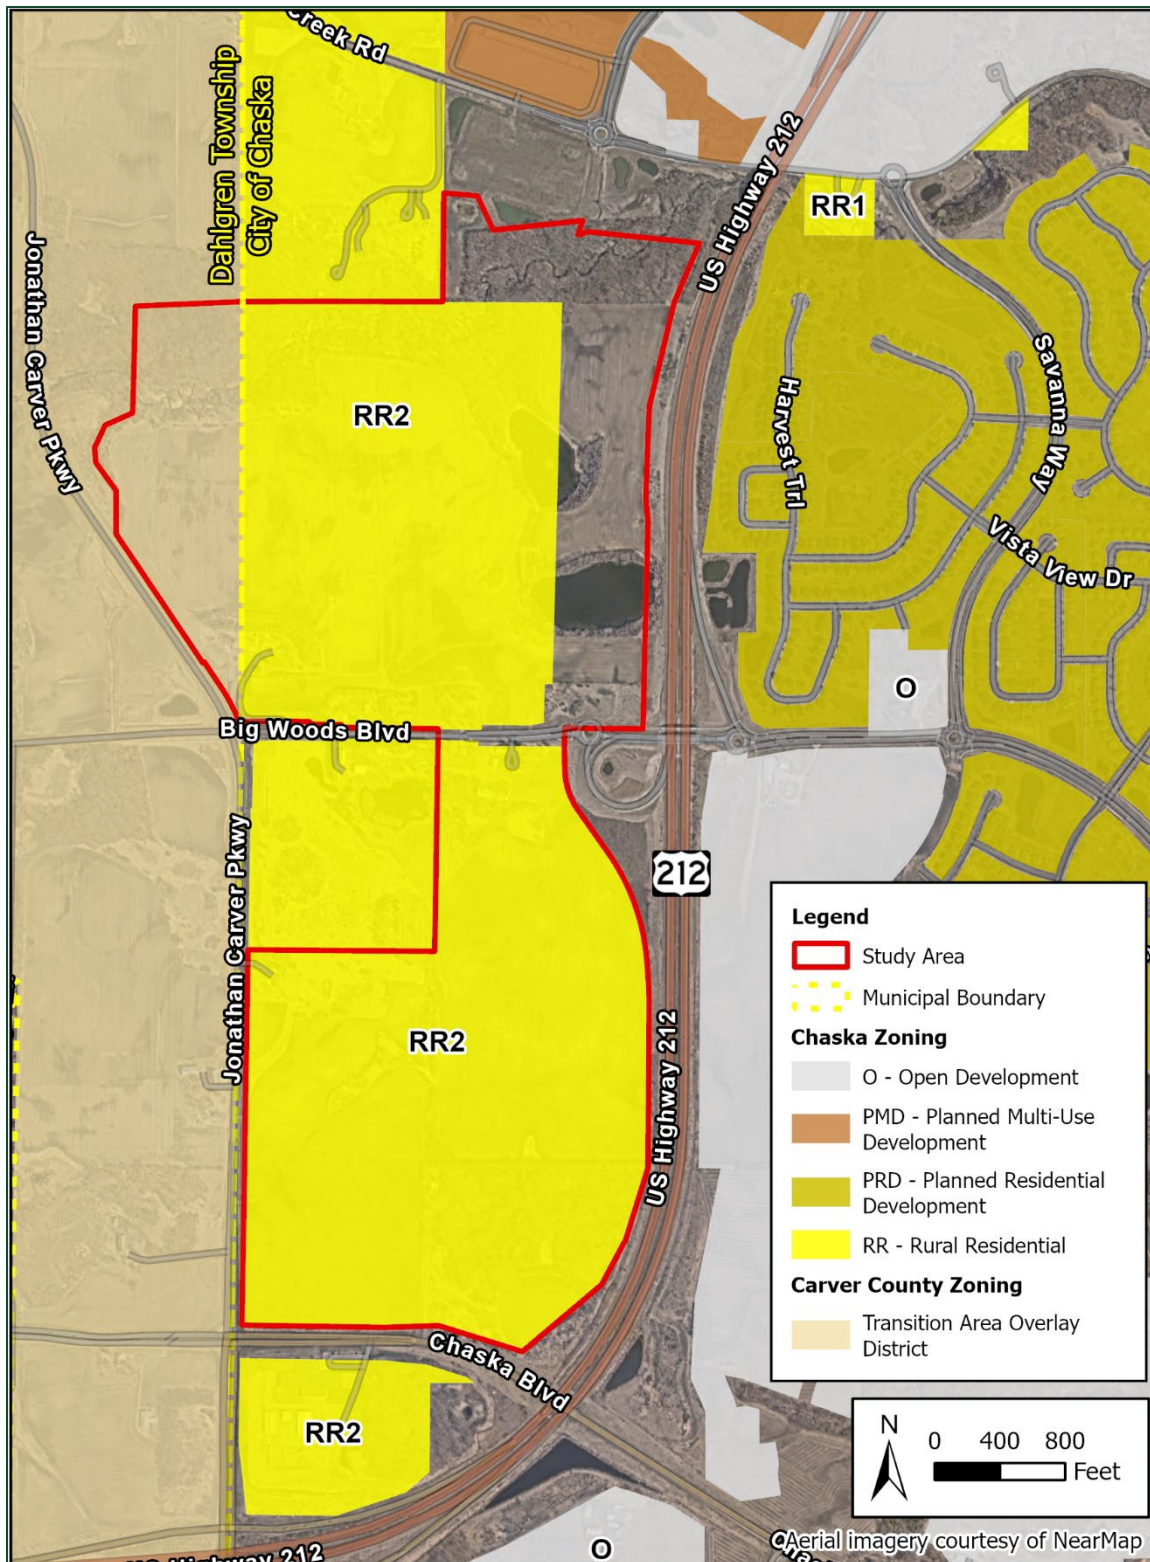 Creek Rd
Dahlgren Township
City of Chaska
US Highway 212
RR1
Jonathan Carver Pkwy
Savanna Way
Harvest Trl
RR2
Vista View Dr
O
Big Woods Blvd
Jonathan Carver Pkwy
212
RR2
US Highway 212
Chaska Blvd
RR2
US Highway 212
O
Legend
Study Area
Municipal Boundary
Chaska Zoning
O - Open Development
PMD - Planned Multi-Use
Development
PRD - Planned Residential
Development
RR - Rural Residential
Carver County Zoning
Transition Area Overlay
District
N
0 400 800
Feet
Aerial imagery courtesy of NearMap